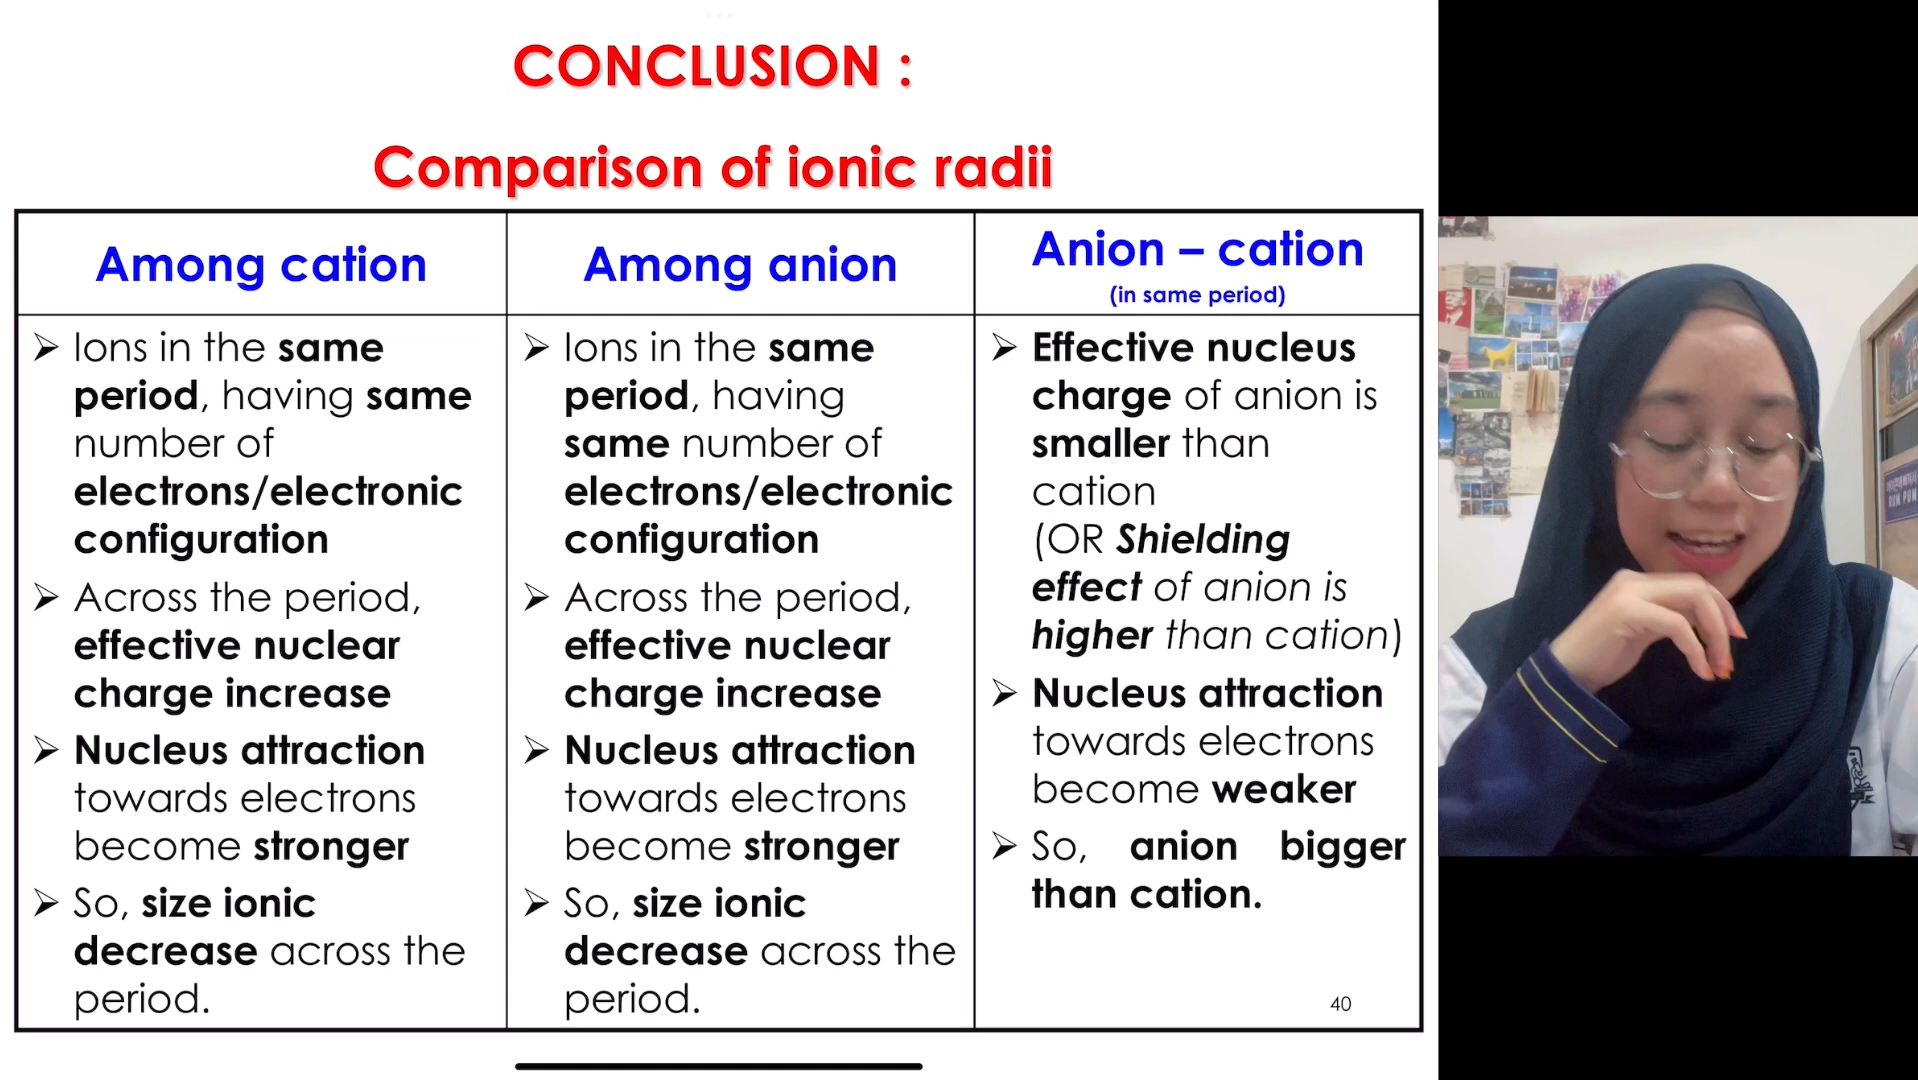 CONCLUSION :
Comparison of ionic radii
Among cation
➢ Ions in the same
period, having same
number of
electrons/electronic
configuration
➢ Across the period,
effective nuclear
charge increase
➢ Nucleus attraction
towards electrons
become stronger
➢ So, size ionic
decrease across the
period.
Among anion
➢ Ions in the same
period, having
same number of
electrons/electronic
configuration
➢ Across the period,
effective nuclear
charge increase
➢ Nucleus attraction
towards electrons
become stronger
➢ So, size ionic
decrease across the
period.
Anion – cation
(in same period)
➢ Effective nucleus
charge of anion is
smaller than
cation
(OR Shielding
effect of anion is
higher than cation)
➢ Nucleus attraction
towards electrons
become weaker
➢ So, anion bigger
than cation.
40